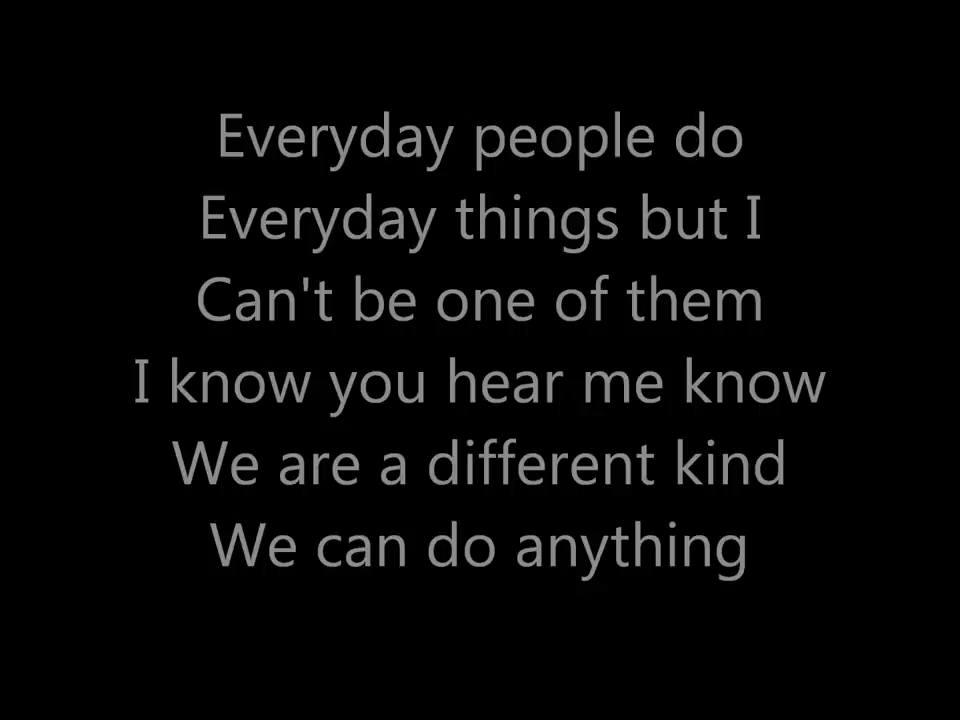 Everyday people do
Everyday things but I
Can't be one of them
I know you hear me know
We are a different kind
We can do anything